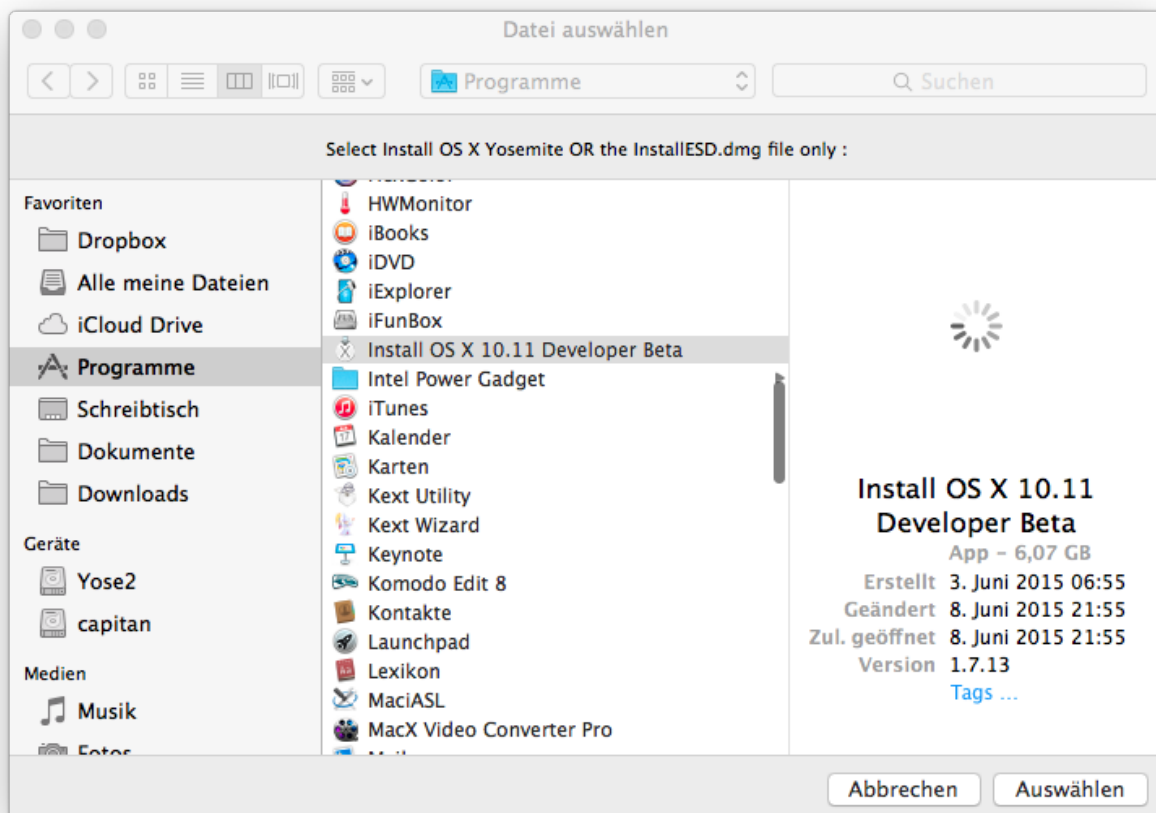 Datei auswählen
Programme
Suchen
Select Install OS X Yosemite OR the InstallESD.dmg file only :
Favoriten
Dropbox
Alle meine Dateien
iCloud Drive
Programme
Schreibtisch
Dokumente
Downloads
Geräte
Yose2
capitan
Medien
Musik
Fotos
HWMonitor
iBooks
iDVD
iExplorer
iFunBox
Install OS X 10.11 Developer Beta
Intel Power Gadget
iTunes
Kalender
Karten
Kext Utility
Kext Wizard
Keynote
Komodo Edit 8
Kontakte
Launchpad
Lexikon
MaciASL
MacX Video Converter Pro
Install OS X 10.11
Developer Beta
App – 6,07 GB
Erstellt 3. Juni 2015 06:55
Geändert 8. Juni 2015 21:55
Zul. geöffnet 8. Juni 2015 21:55
Version 1.7.13
Tags ...
Abbrechen
Auswählen